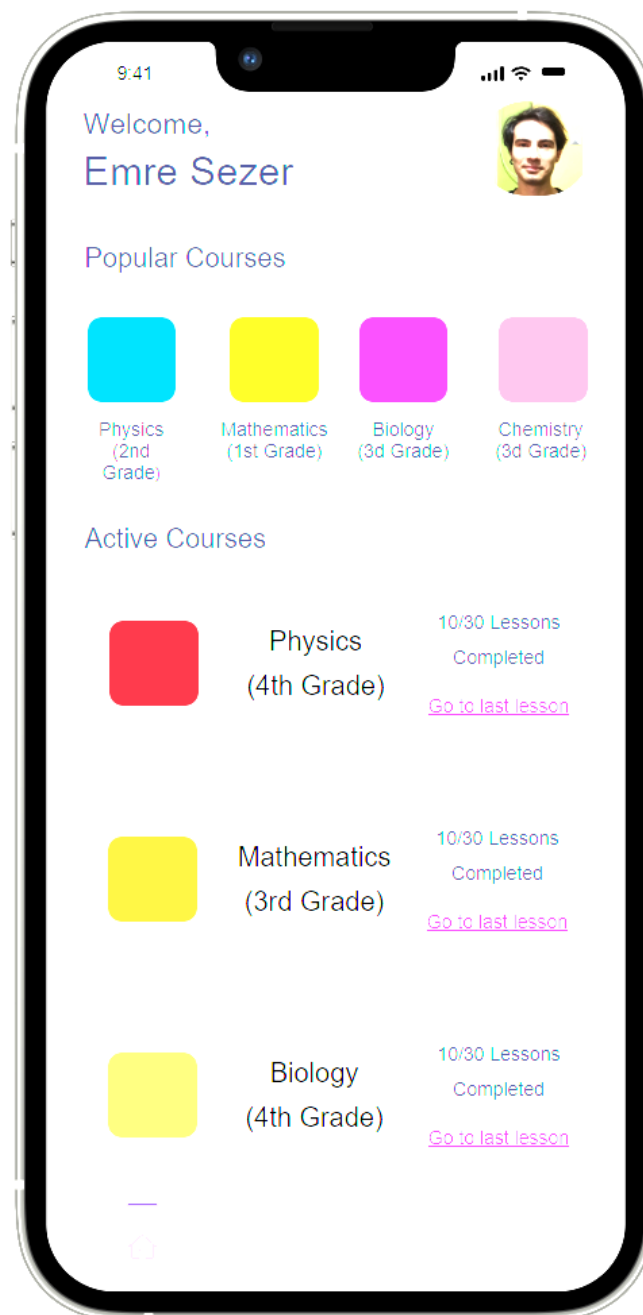 9:41
Welcome,
Emre Sezer
Popular Courses
Physics
(2nd
Grade)
Mathematics
(1st Grade)
Biology
(3d Grade)
Chemistry
(3d Grade)
Active Courses
Physics
(4th Grade)
10/30 Lessons
Completed
Go to last lesson
Mathematics
(3rd Grade)
10/30 Lessons
Completed
Go to last lesson
Biology
(4th Grade)
10/30 Lessons
Completed
Go to last lesson